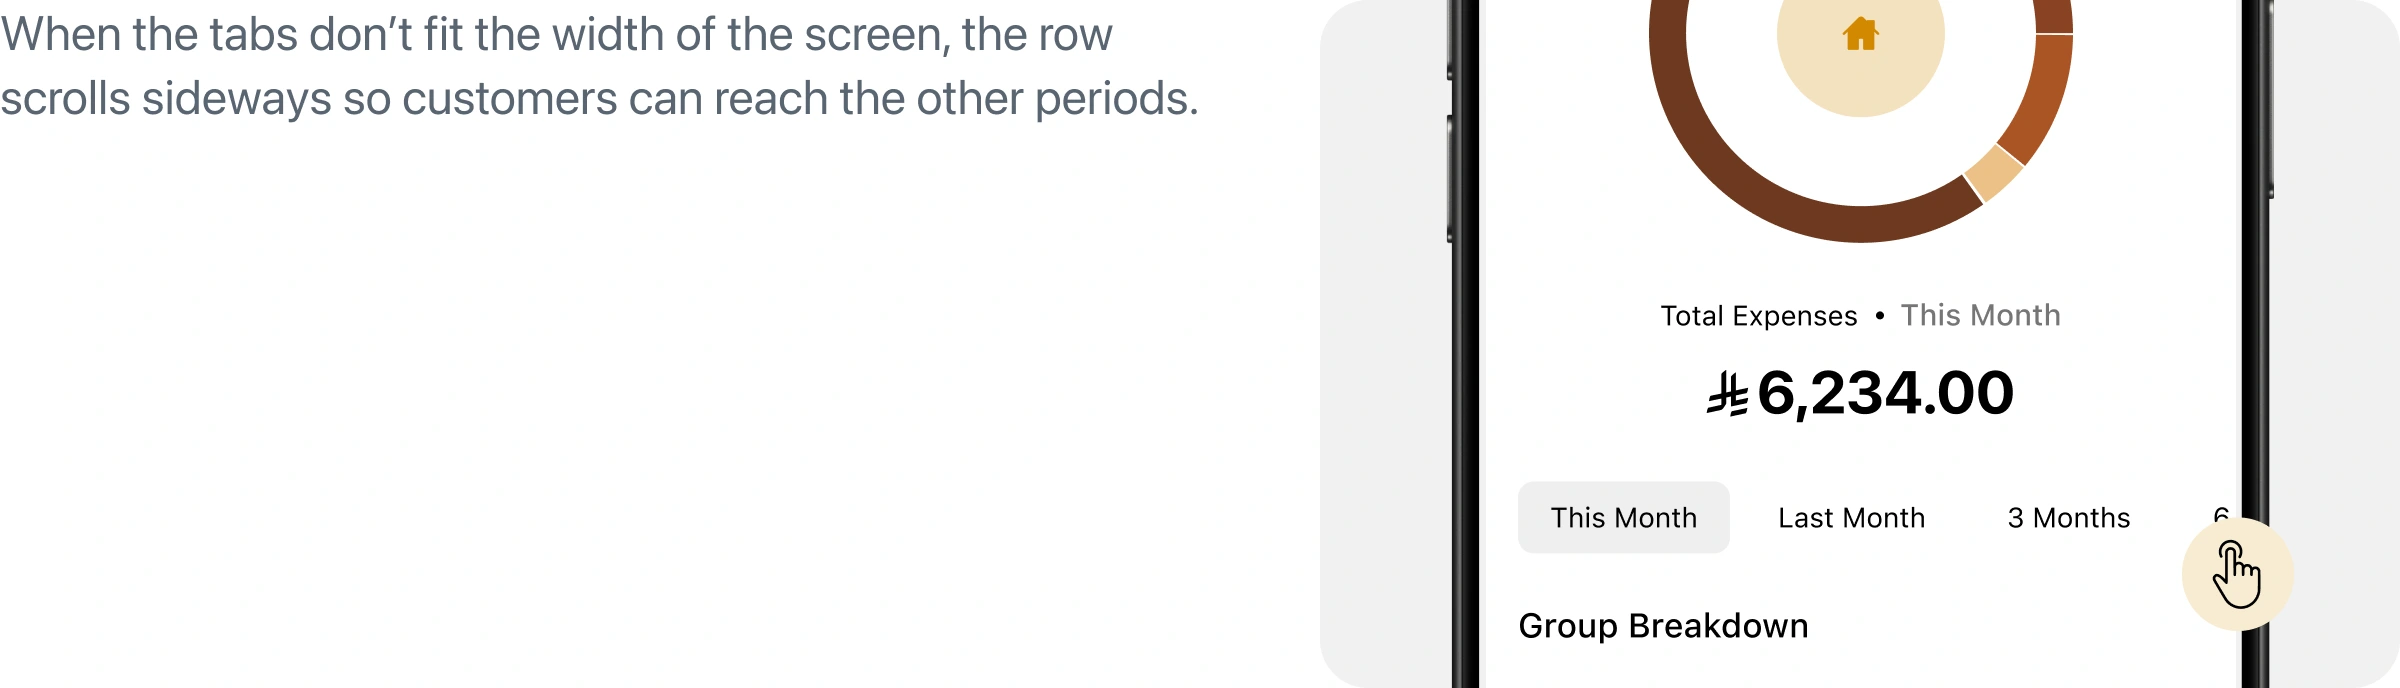 When the tabs don’t fit the width of the screen, the row
scrolls sideways so customers can reach the other periods.
Total Expenses • This Month
⃁ 6,234.00
This Month Last Month 3 Months 6
Group Breakdown